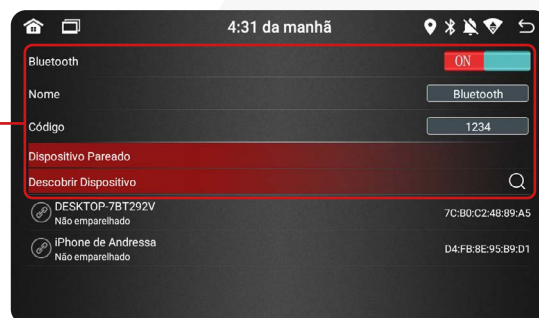 4:31 da manhã
Bluetooth ON
Nome Bluetooth
Código 1234
Dispositivo Pareado
Descobrir Dispositivo
DESKTOP-7BT292V
Não emparelhado 7C:B0:C2:48:89:A5
iPhone de Andressa
Não emparelhado D4:FB:8E:95:B9:D1